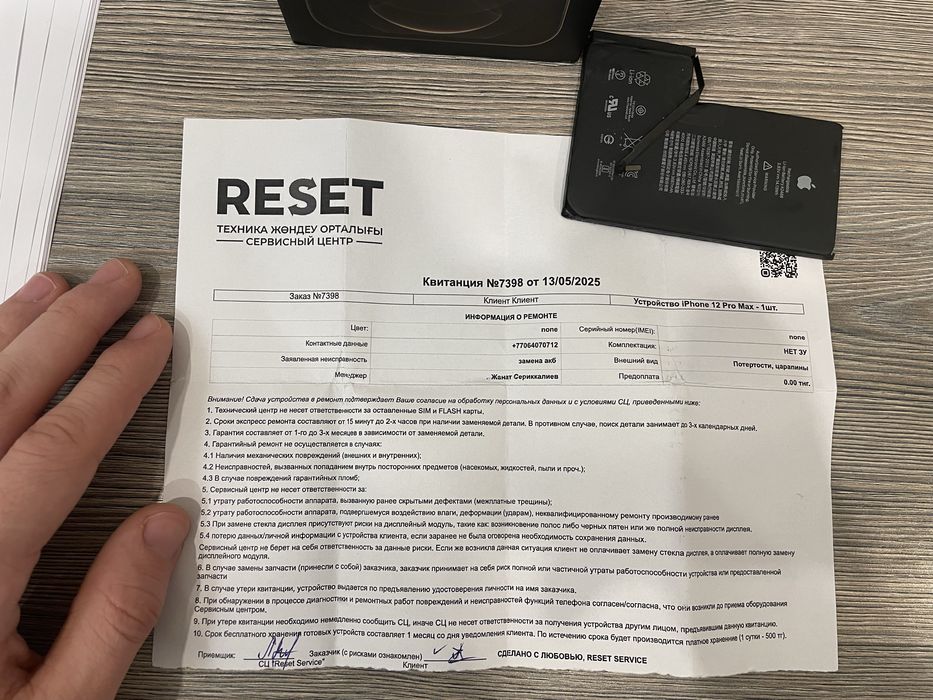 RESET
ТЕХНИКА ЖӨНДЕУ ОРТАЛЫҒЫ
СЕРВИСНЫЙ ЦЕНТР
Квитанция №7398 от 13/05/2025
Заказ №7398 Клиент Клиент Устройство iPhone 12 Pro Max - 1шт.
ИНФОРМАЦИЯ О РЕМОНТЕ
Цвет: none Серийный номер(IMEI): none
Контактные данные +77064070712 Комплектация: НЕТ ЗУ
Заявленная неисправность замена акб Внешний вид Потертости, царапины
Менеджер . Жанат Сериккалиев Предоплата 0.00 тнг.
Внимание! Сдача устройства в ремонт подтверждает Ваше согласие на обработку персональных данных и с условиями СЦ, приведенными ниже:
1. Технический центр не несет ответственности за оставленные SIM и FLASH карты.
2. Сроки экспресс ремонта составляют от 15 минут до 2-х часов при наличии заменяемой детали. В противном случае, поиск детали занимает до 3-х календарных дней.
3. Гарантия составляет от 1-го до 3-х месяцев в зависимости от заменяемой детали.
4. Гарантийный ремонт не осуществляется в случаях:
4.1 Наличия механических повреждений (внешних и внутренних);
4.2 Неисправностей, вызванных попаданием внутрь посторонних предметов (насекомых, жидкостей, пыли и проч.);
4.3 В случае повреждений гарантийных пломб;
5. Сервисный центр не несет ответственности за:
5.1 утрату работоспособности аппарата, вызванную ранее скрытыми дефектами (межплатные трещины);
5.2 утрату работоспособности аппарата, подвергшемуся воздействию влаги, деформации (ударам), неквалифицированному ремонту производимому ранее
5.3 При замене стекла дисплея присутствуют риски на дисплейный модуль, такие как: возникновение полос либо черных пятен или же полной неисправности дисплея.
5.4 потерю данных/личной информации с устройства клиента, если заранее не была оговорена необходимость сохранения данных.
Сервисный центр не берет на себя ответственность за данные риски. Если же возникла данная ситуация клиент не оплачивает замену стекла дисплея, а оплачивает полную замену
дисплейного модуля.
6. В случае замены запчасти (принесли с собой) заказчика, заказчик принимает на себя риск полной или частичной утраты работоспособности устройства или предоставленной
запчасти
7. В случае утери квитанции, устройство выдается по предъявлению удостоверения личности на имя заказчика.
8. При обнаружении в процессе диагностики и ремонтных работ повреждений и неисправностей функций телефона согласен/согласна, что они возникли до приема оборудования
Сервисным центром.
9. При утере квитанции необходимо немедленно сообщить СЦ, иначе СЦ не несет ответственности за получения устройства другим лицом, предъявившим данную квитанцию.
10. Срок бесплатного хранения готовых устройств составляет 1 месяц со дня уведомления клиента. По истечению срока будет производится платное хранение (1 сутки - 500 тг).
Приемщик: Заказчик (с рисками ознакомлен) СДЕЛАНО С ЛЮБОВЬЮ, RESET SERVICE
СЦ "Reset Service" Клиент